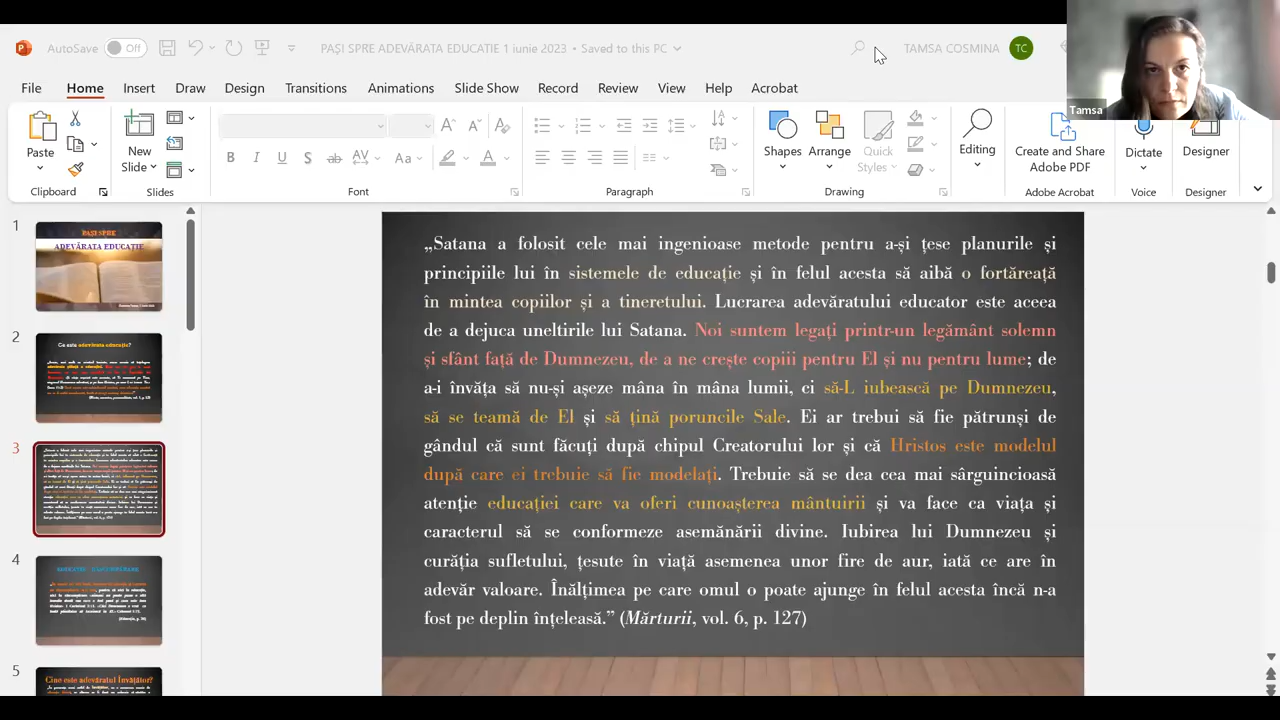 AutoSave Off PAȘI SPRE ADEVĂRATA EDUCATIE 1 iunie 2023 • Saved to this PC TAMSA COSMINA TC
Tamsa
File Home Insert Draw Design Transitions Animations Slide Show Record Review View Help Acrobat
Paste New Slide B I U S ab AV Aa A Shapes Arrange Quick Styles Editing Create and Share Adobe PDF Dictate Designer
Clipboard Slides Font Paragraph Drawing Adobe Acrobat Voice Designer
1
PAȘI SPRE
ADEVĂRATA EDUCAȚIE
2
Ce este adevărata educație?
3
4
5
Cine este adevăratul Învățător?
„Satana a folosit cele mai ingenioase metode pentru a-și țese planurile și
principiile lui în sistemele de educație și în felul acesta să aibă o fortăreață
în mintea copiilor și a tineretului. Lucrarea adevăratului educator este aceea
de a dejuca uneltirile lui Satana. Noi suntem legați printr-un legământ solemn
și sfânt față de Dumnezeu, de a ne crește copiii pentru El și nu pentru lume; de
a-i învăța să nu-și așeze mâna în mâna lumii, ci să-L iubească pe Dumnezeu,
să se teamă de El și să țină poruncile Sale. Ei ar trebui să fie pătrunși de
gândul că sunt făcuți după chipul Creatorului lor și că Hristos este modelul
după care ei trebuie să fie modelați. Trebuie să se dea cea mai sârguincioasă
atenție educației care va oferi cunoașterea mântuirii și va face ca viața și
caracterul să se conformeze asemănării divine. Iubirea lui Dumnezeu și
curăția sufletului, țesute în viață asemenea unor fire de aur, iată ce are în
adevăr valoare. Înălțimea pe care omul o poate ajunge în felul acesta încă n-a
fost pe deplin înțeleasă.” (Mărturii, vol. 6, p. 127)